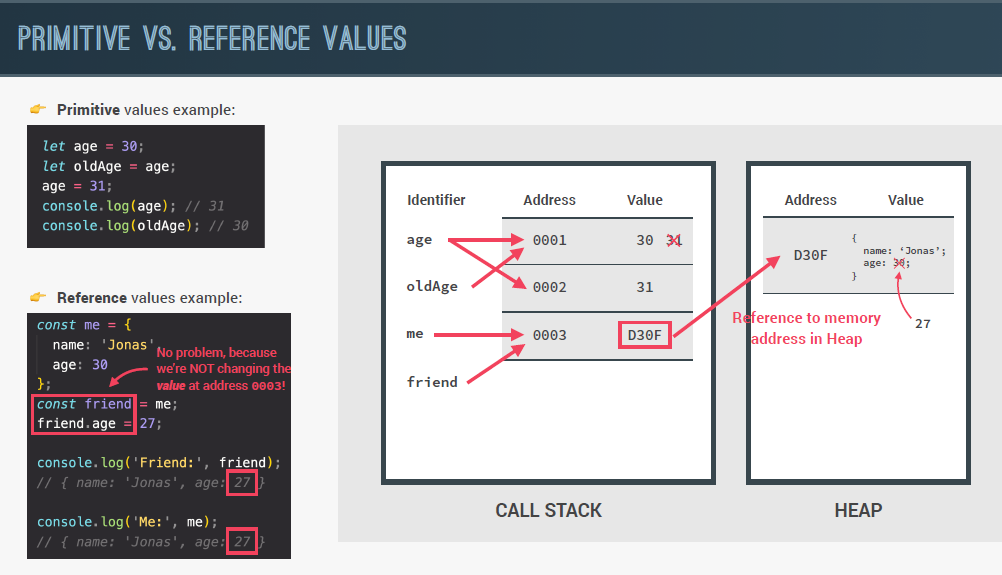 PRIMITIVE VS. REFERENCE VALUES
👉 Primitive values example:
let age = 30;
let oldAge = age;
age = 31;
console.log(age); // 31
console.log(oldAge); // 30
👉 Reference values example:
const me = {
name: 'Jonas'
age: 30
};
const friend = me;
friend.age = 27;
console.log('Friend:', friend);
// { name: 'Jonas', age: 27 }
console.log('Me:', me);
// { name: 'Jonas', age: 27 }
No problem, because
we're NOT changing the
value at address 0003!
Identifier Address Value
age 0001 30 31
oldAge 0002 31
me 0003 D30F
friend
CALL STACK
Address Value
D30F
{
name: ‘Jonas’;
age: 30;
}
27
Reference to memory
address in Heap
HEAP